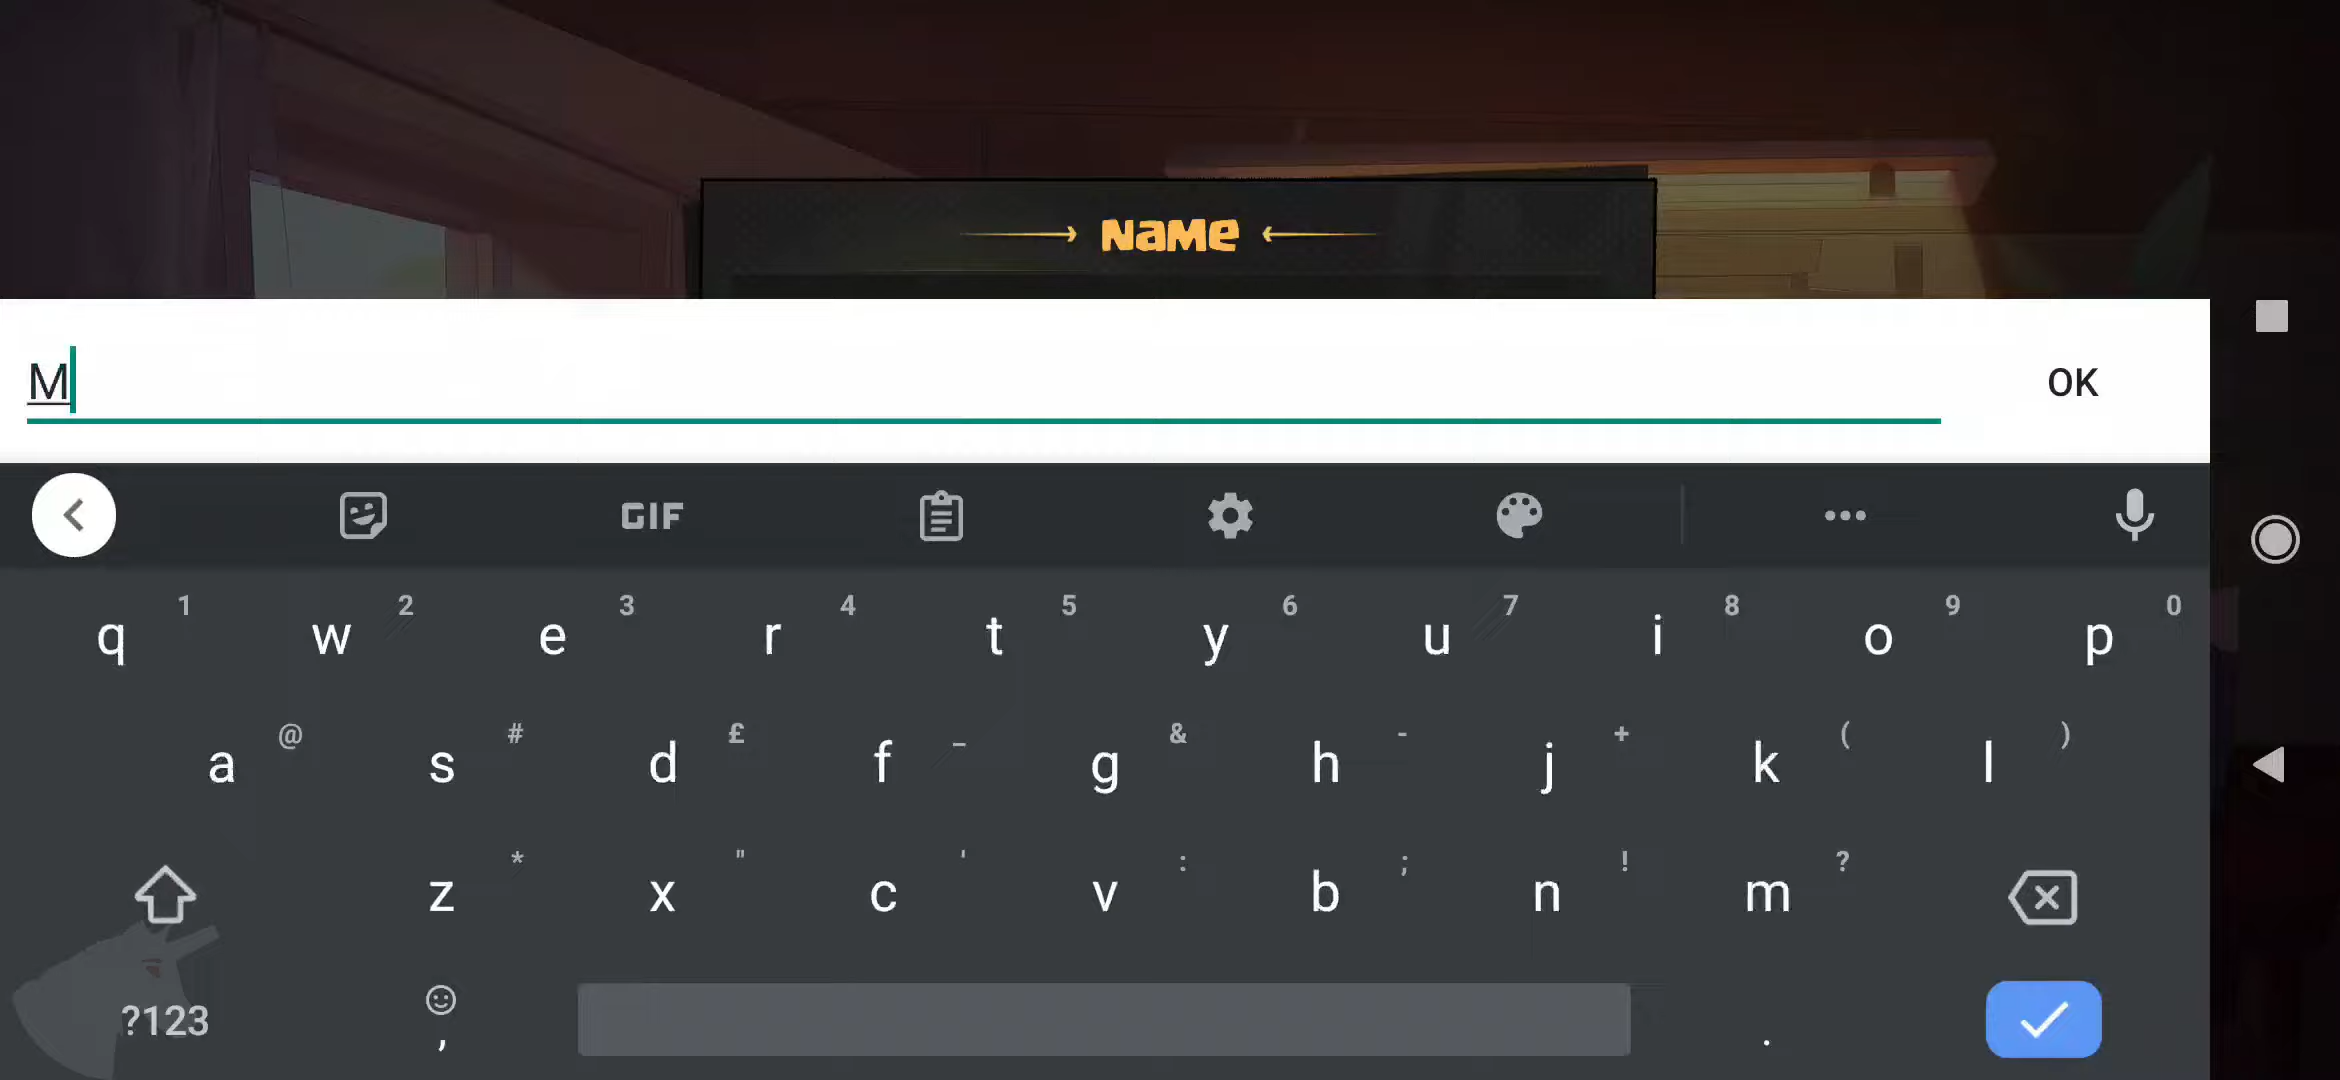 NaMe
M
OK
GIF
q 1 w 2 e 3 r 4 t 5 y 6 u 7 i 8 o 9 p 0
a @ s # d £ f _ g & h - j + k ( l )
z * x " c ' v : b ; n ! m ?
?123 , .